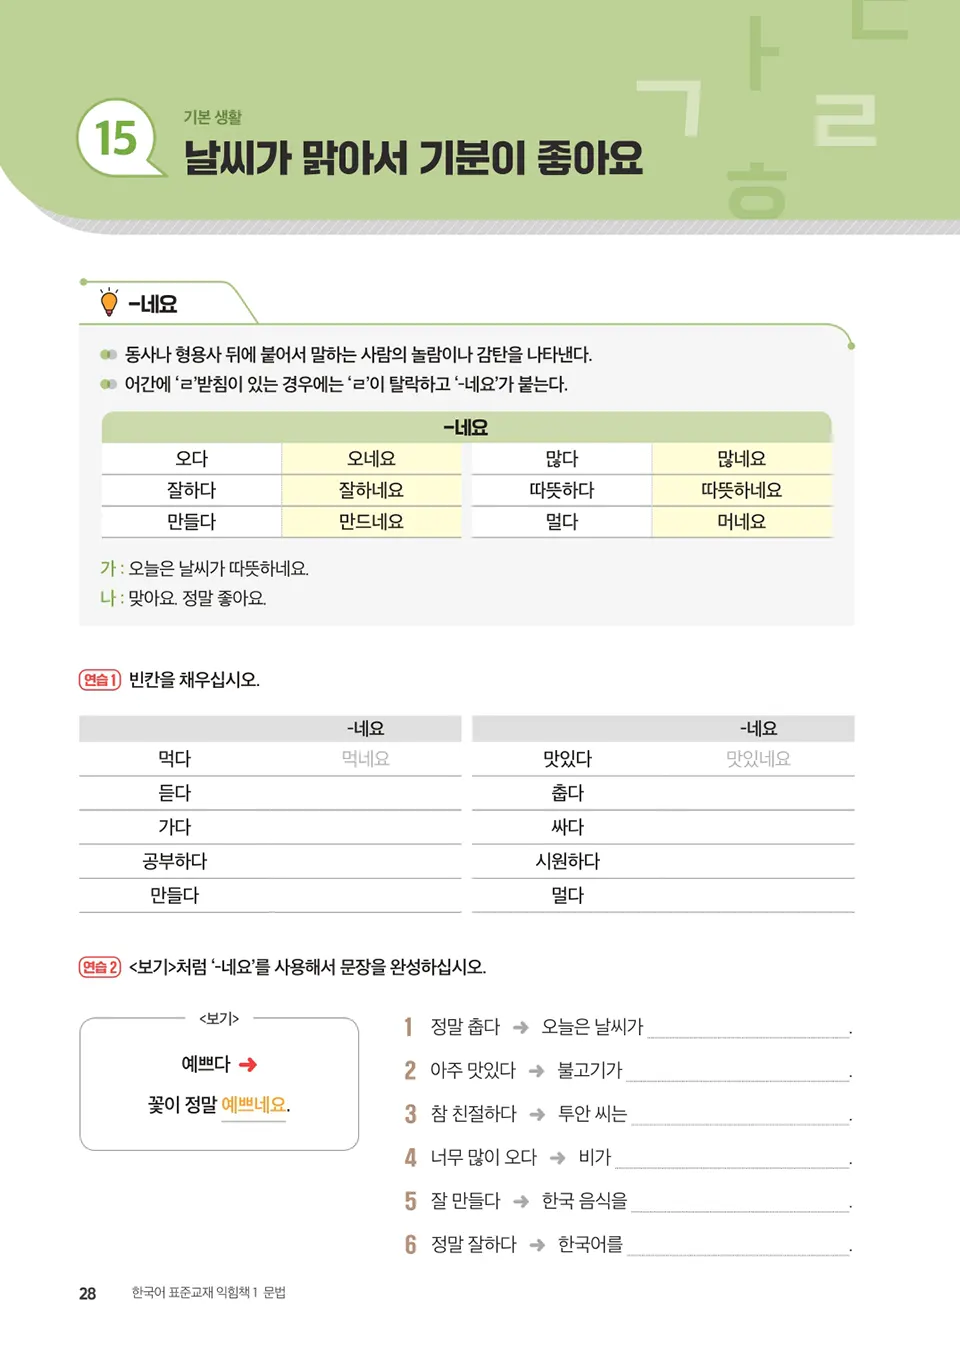 15
기본 생활
날씨가 맑아서 기분이 좋아요
ㄱ ㅏ ㄹ ㄷ ㅎ
-네요
동사나 형용사 뒤에 붙어서 말하는 사람의 놀람이나 감탄을 나타낸다.
어간에 ‘ㄹ’받침이 있는 경우에는 ‘ㄹ’이 탈락하고 ‘-네요’가 붙는다.
-네요
오다 오네요 많다 많네요
잘하다 잘하네요 따뜻하다 따뜻하네요
만들다 만드네요 멀다 머네요
가 : 오늘은 날씨가 따뜻하네요.
나 : 맞아요. 정말 좋아요.
연습 1 빈칸을 채우십시오.
-네요 -네요
먹다 먹네요 맛있다 맛있네요
듣다 춥다
가다 싸다
공부하다 시원하다
만들다 멀다
연습 2 <보기>처럼 ‘-네요’를 사용해서 문장을 완성하십시오.
<보기>
예쁘다 ➜
꽃이 정말 예쁘네요.
1 정말 춥다 ➜ 오늘은 날씨가 .
2 아주 맛있다 ➜ 불고기가 .
3 참 친절하다 ➜ 투안 씨는 .
4 너무 많이 오다 ➜ 비가 .
5 잘 만들다 ➜ 한국 음식을 .
6 정말 잘하다 ➜ 한국어를 .
28 한국어 표준교재 익힘책 1 문법